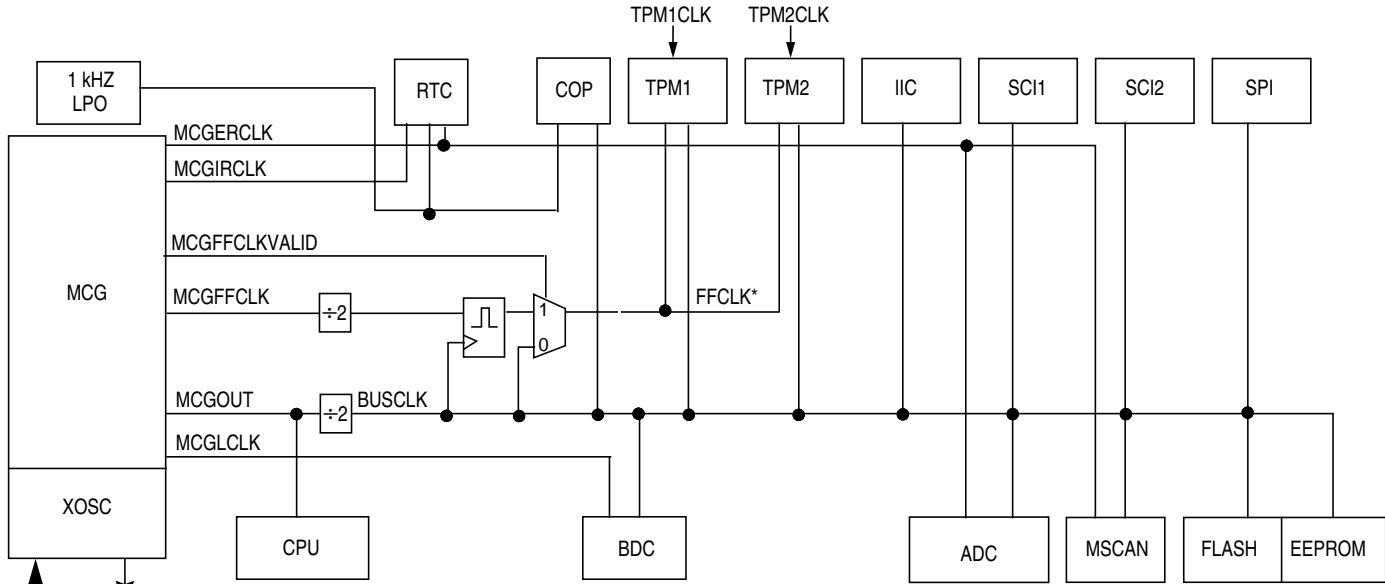 TPM1CLK TPM2CLK
1 kHZ
LPO
RTC COP TPM1 TPM2 IIC SCI1 SCI2 SPI
MCGERCLK
MCGIRCLK
MCGFFCLKVALID
MCG
MCGFFCLK ÷2 1 FFCLK*
0
MCGOUT ÷2 BUSCLK
MCGLCLK
XOSC
CPU BDC ADC MSCAN FLASH EEPROM